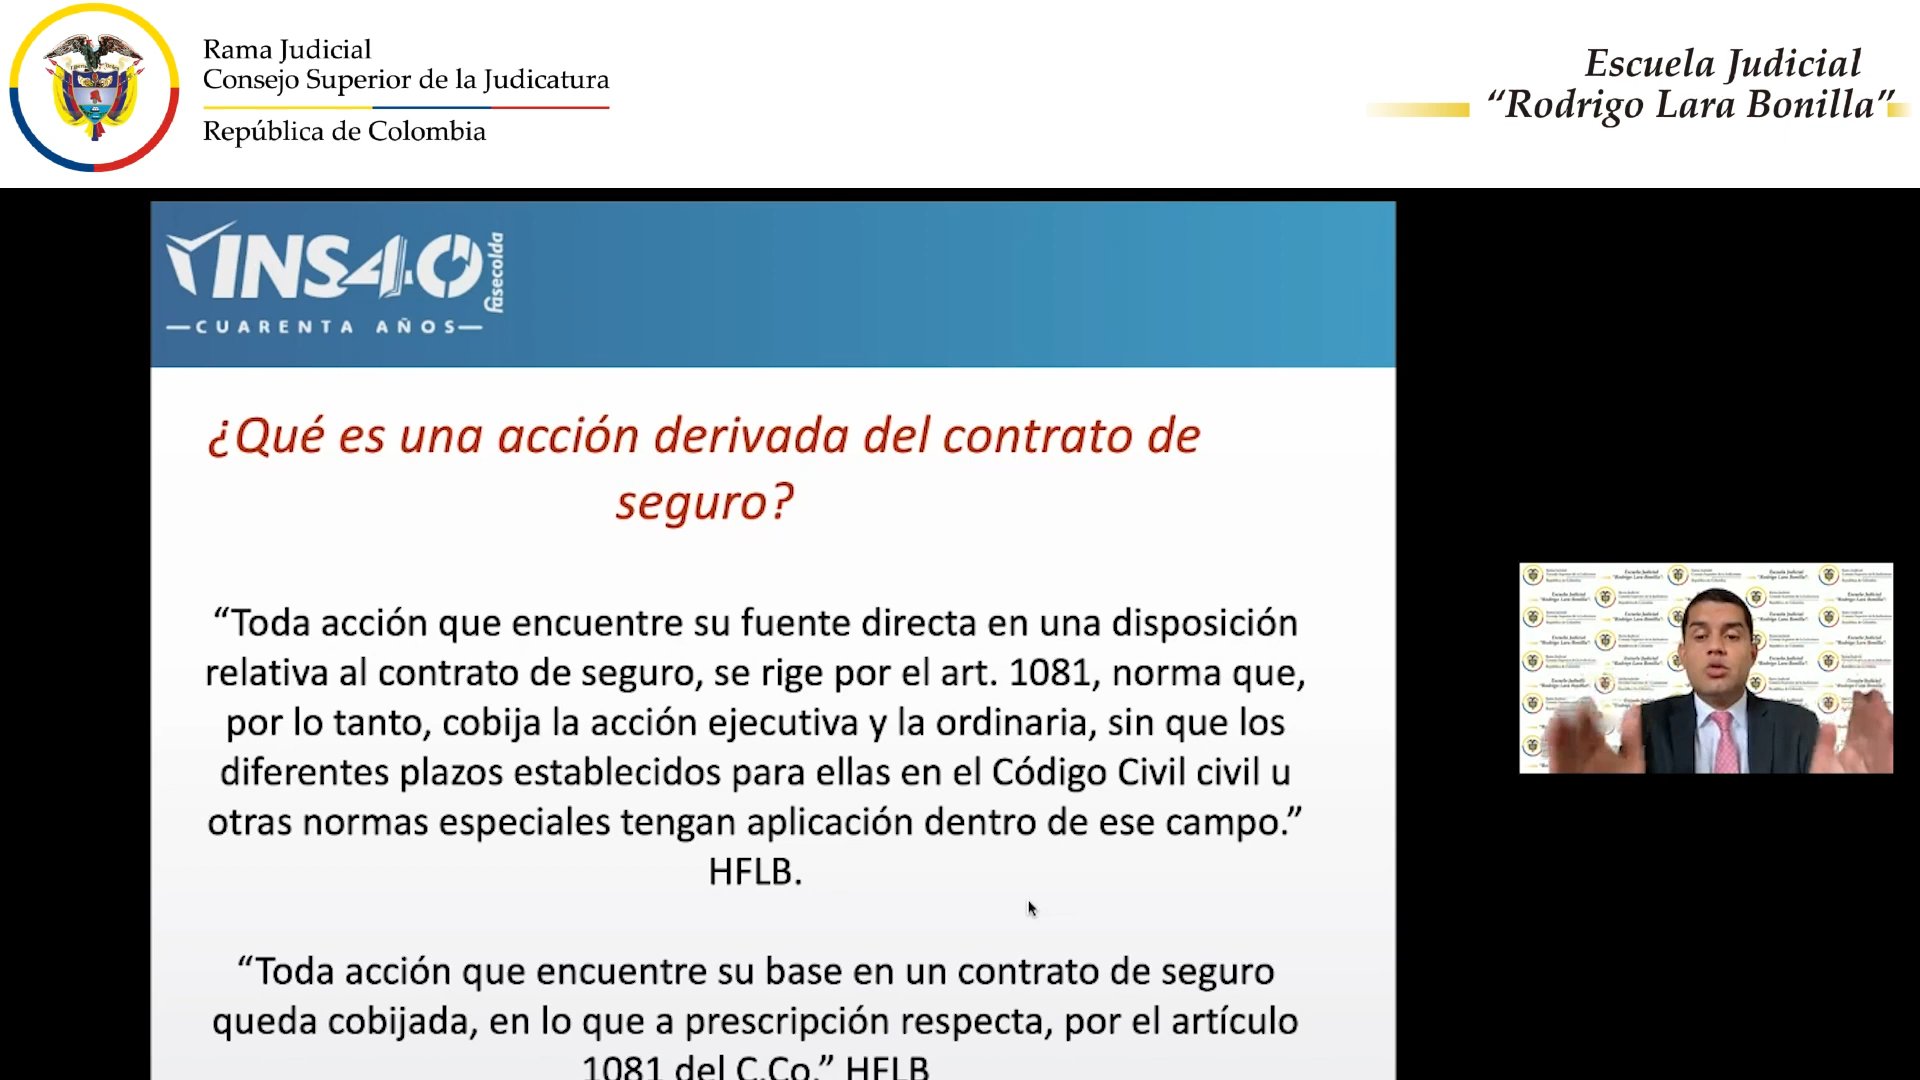 Rama Judicial
Consejo Superior de la Judicatura
República de Colombia
Escuela Judicial
“Rodrigo Lara Bonilla”
INS40
fasecolda
CUARENTA AÑOS
¿Qué es una acción derivada del contrato de
seguro?
“Toda acción que encuentre su fuente directa en una disposición
relativa al contrato de seguro, se rige por el art. 1081, norma que,
por lo tanto, cobija la acción ejecutiva y la ordinaria, sin que los
diferentes plazos establecidos para ellas en el Código Civil civil u
otras normas especiales tengan aplicación dentro de ese campo.”
HFLB.
“Toda acción que encuentre su base en un contrato de seguro
queda cobijada, en lo que a prescripción respecta, por el artículo
1081 del C.Co.” HFLB